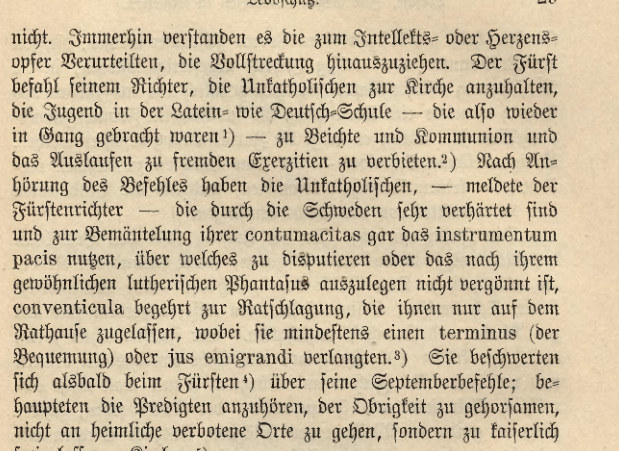 Leobschütz.
nicht. Immerhin verstanden es die zum Intellekts- oder Herzens-
opfer Verurteilten, die Vollstreckung hinauszuziehen. Der Fürst
befahl seinem Richter, die Unkatholischen zur Kirche anzuhalten,
die Jugend in der Latein- wie Deutsch-Schule — die also wieder
in Gang gebracht waren¹) — zu Beichte und Kommunion und
das Auslaufen zu fremden Exerzitien zu verbieten.²) Nach An-
hörung des Befehles haben die Unkatholischen, — meldete der
Fürstenrichter — die durch die Schweden sehr verhärtet sind
und zur Bemäntelung ihrer contumacitas gar das instrumentum
pacis nutzen, über welches zu disputieren oder das nach ihrem
gewöhnlichen lutherischen Phantasus auszulegen nicht vergönnt ist,
conventicula begehrt zur Ratschlagung, die ihnen nur auf dem
Rathause zugelassen, wobei sie mindestens einen terminus (der
Bequemung) oder jus emigrandi verlangten.³) Sie beschwerten
sich alsbald beim Fürsten⁴) über seine Septemberbefehle; be-
haupteten die Predigten anzuhören, der Obrigkeit zu gehorsamen,
nicht an heimliche verbotene Orte zu gehen, sondern zu kaiserlich